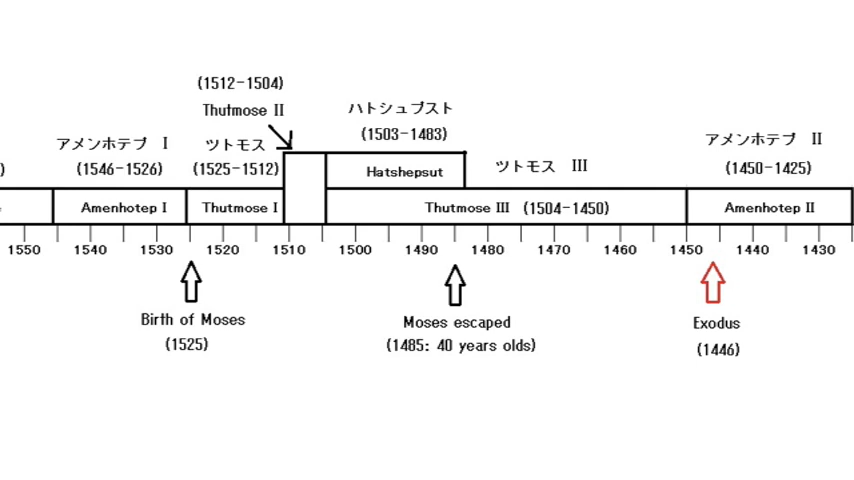 (1512-1504)
Thutmose II
ハトシュブスト
(1503-1483)
アメンホテプ I
(1546-1526)
ツトモス
(1525-1512)
ツトモス III
アメンホテプ II
(1450-1425)
)
Hatshepsut
Amenhotep I
Thutmose I
Thutmose III (1504-1450)
Amenhotep II
1550 1540 1530 1520 1510 1500 1490 1480 1470 1460 1450 1440 1430
Birth of Moses
(1525)
Moses escaped
(1485: 40 years olds)
Exodus
(1446)